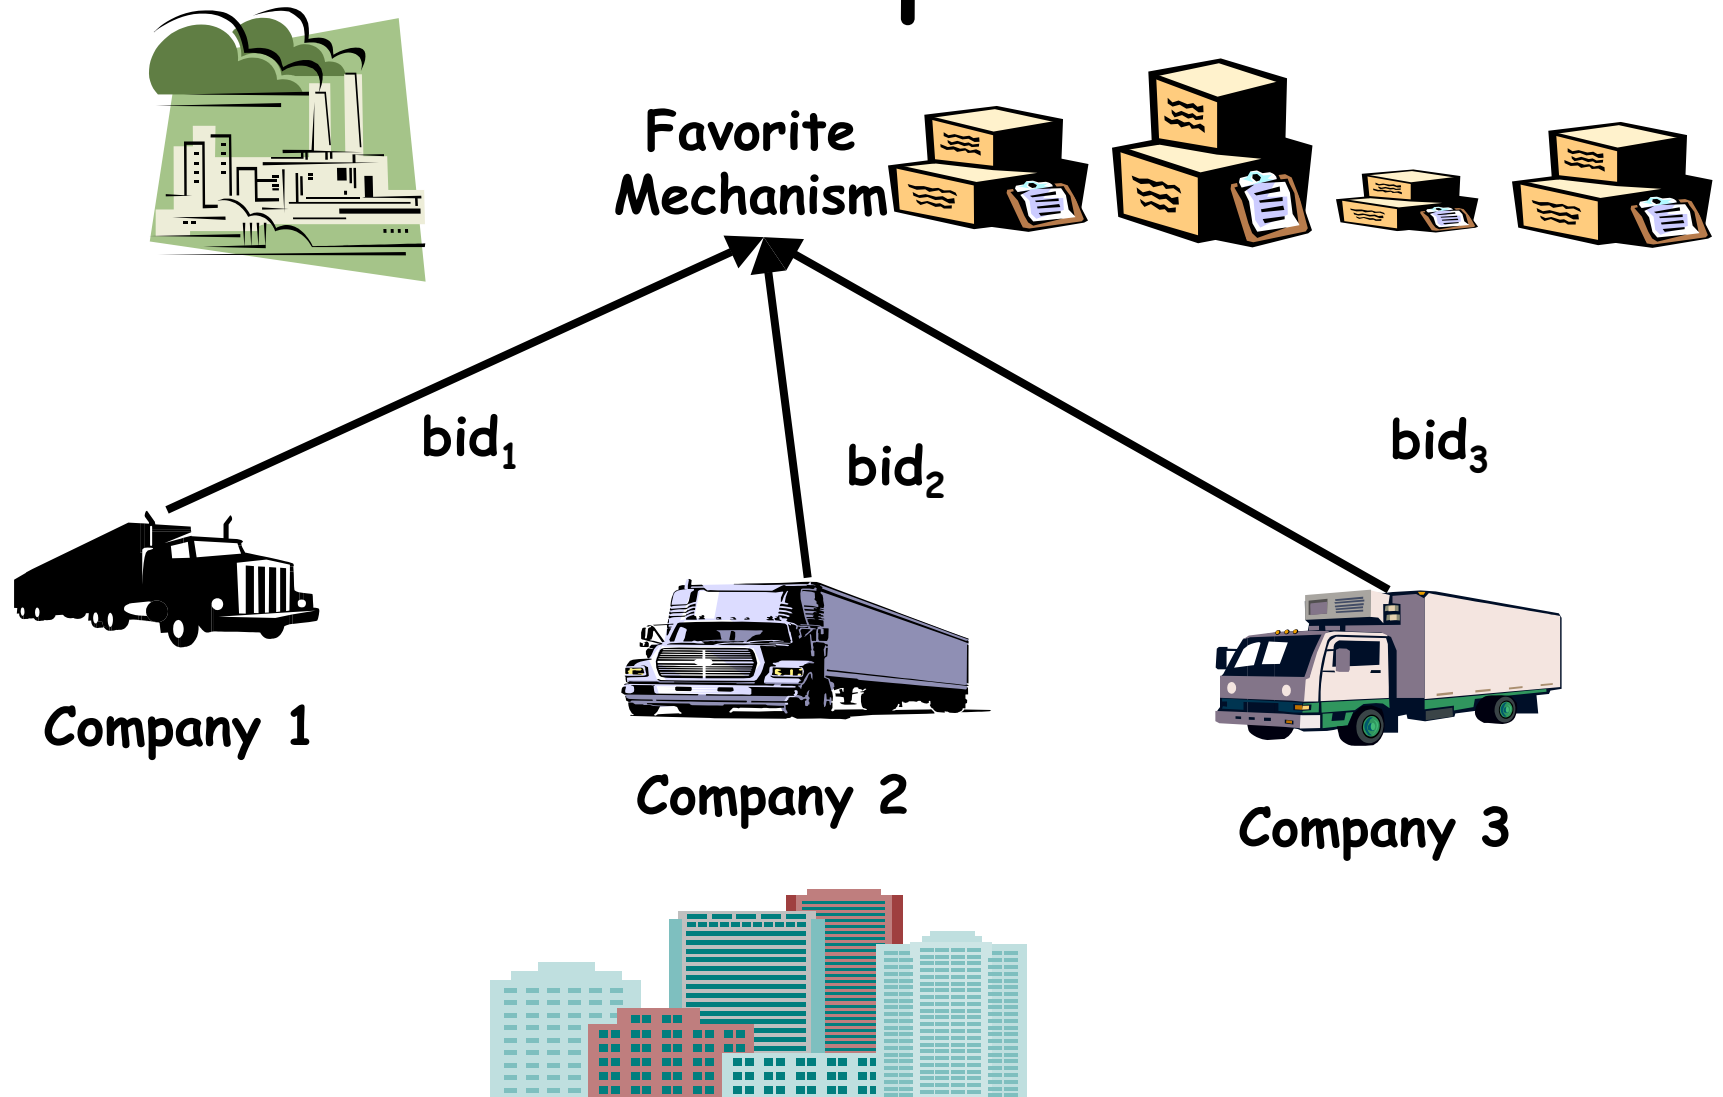 Favorite
Mechanism
bid₁
bid₂
bid₃
Company 1
Company 2
Company 3